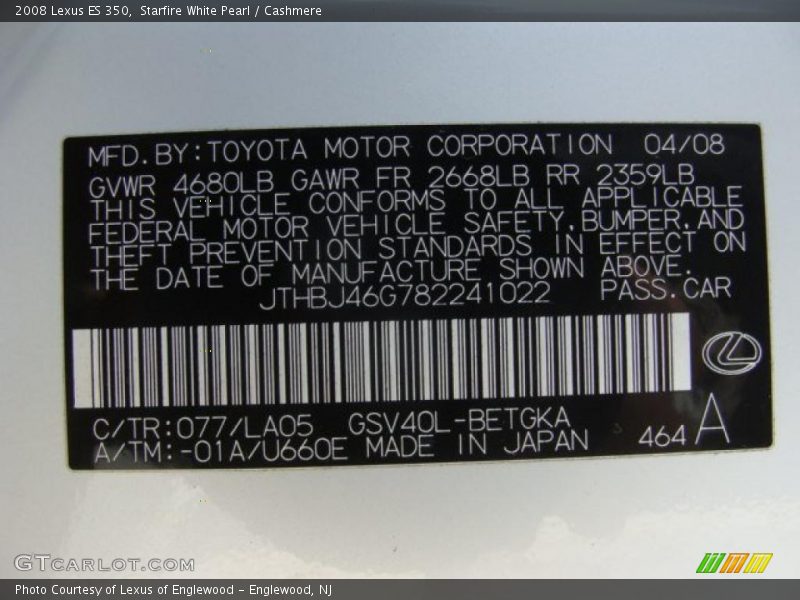 2008 Lexus ES 350, Starfire White Pearl / Cashmere
MFD.BY:TOYOTA MOTOR CORPORATION 04/08
GVWR 4680LB GAWR FR 2668LB RR 2359LB
THIS VEHICLE CONFORMS TO ALL APPLICABLE
FEDERAL MOTOR VEHICLE SAFETY,BUMPER,AND
THEFT PREVENTION STANDARDS IN EFFECT ON
THE DATE OF MANUFACTURE SHOWN ABOVE.
JTHBJ46G782241022 PASS.CAR
C/TR:077/LA05 GSV40L-BETGKA
A/TM:-01A/U660E MADE IN JAPAN 464 A
GTCARLOT.COM
Photo Courtesy of Lexus of Englewood - Englewood, NJ